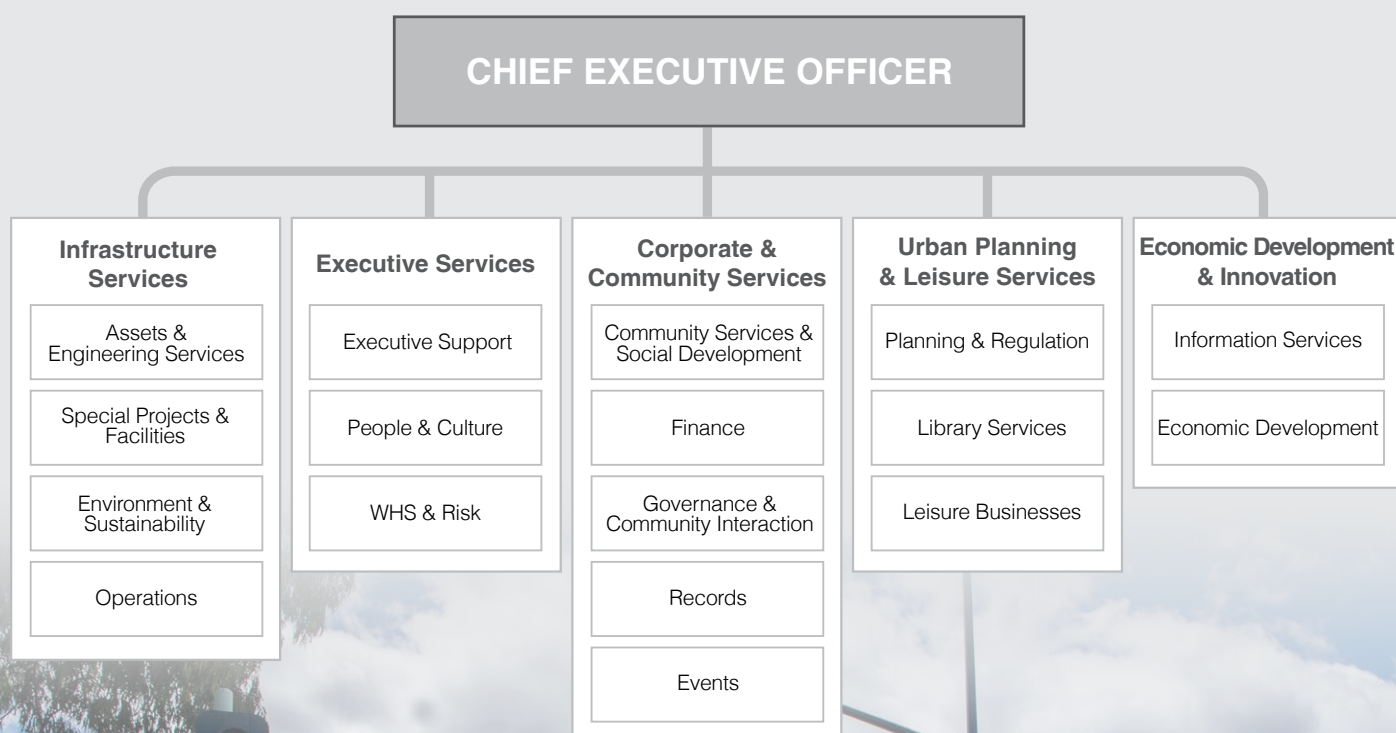 CHIEF EXECUTIVE OFFICER
Infrastructure
Services
Assets &
Engineering Services
Special Projects &
Facilities
Environment &
Sustainability
Operations
Executive Services
Executive Support
People & Culture
WHS & Risk
Corporate &
Community Services
Community Services &
Social Development
Finance
Governance &
Community Interaction
Records
Events
Urban Planning
& Leisure Services
Planning & Regulation
Library Services
Leisure Businesses
Economic Development
& Innovation
Information Services
Economic Development